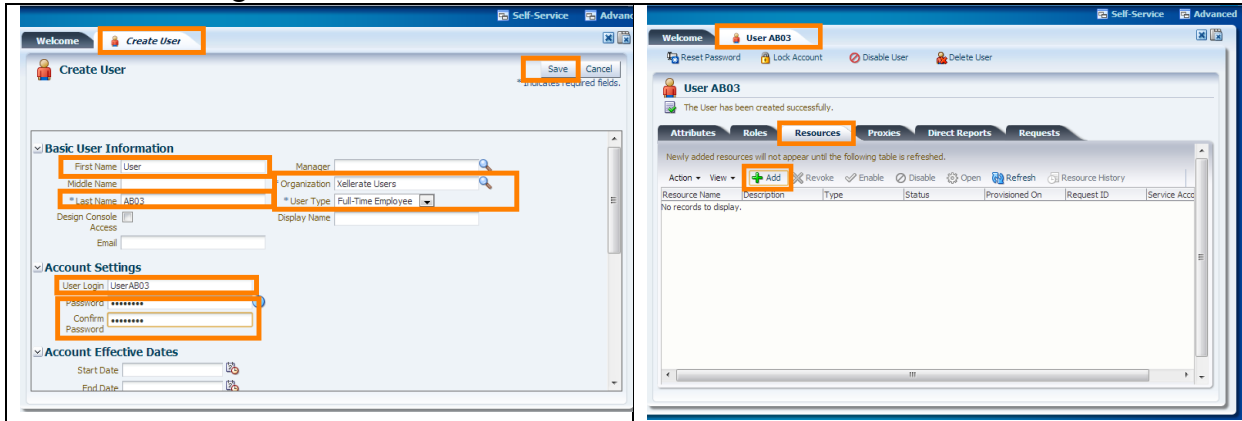 Self-Service Advanc
Welcome Create User
Create User
Save Cancel
* Indicates required fields.
Basic User Information
First Name User
Manager
Middle Name
* Organization Xellerate Users
* Last Name AB03
* User Type Full-Time Employee
Design Console Access
Display Name
Email
Account Settings
User Login UserAB03
Password ••••••••
Confirm Password ••••••••
Account Effective Dates
Start Date
End Date
Self-Service Advanced
Welcome User AB03
Reset Password Lock Account Disable User Delete User
User AB03
The User has been created successfully.
Attributes Roles Resources Proxies Direct Reports Requests
Newly added resources will not appear until the following table is refreshed.
Action View Add Revoke Enable Disable Open Refresh Resource History
Resource Name Description Type Status Provisioned On Request ID Service Acco
No records to display.